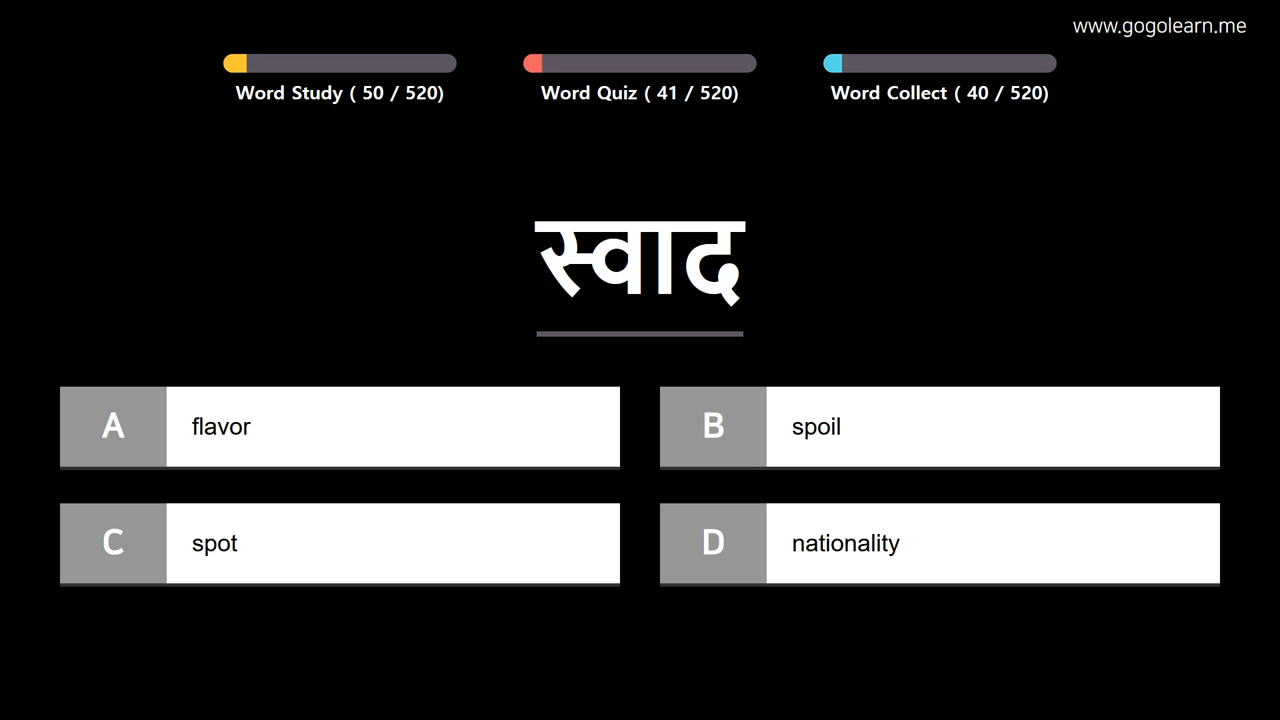 www.gogolearn.me
Word Study ( 50 / 520)
Word Quiz ( 41 / 520)
Word Collect ( 40 / 520)
स्वाद
A flavor
B spoil
C spot
D nationality